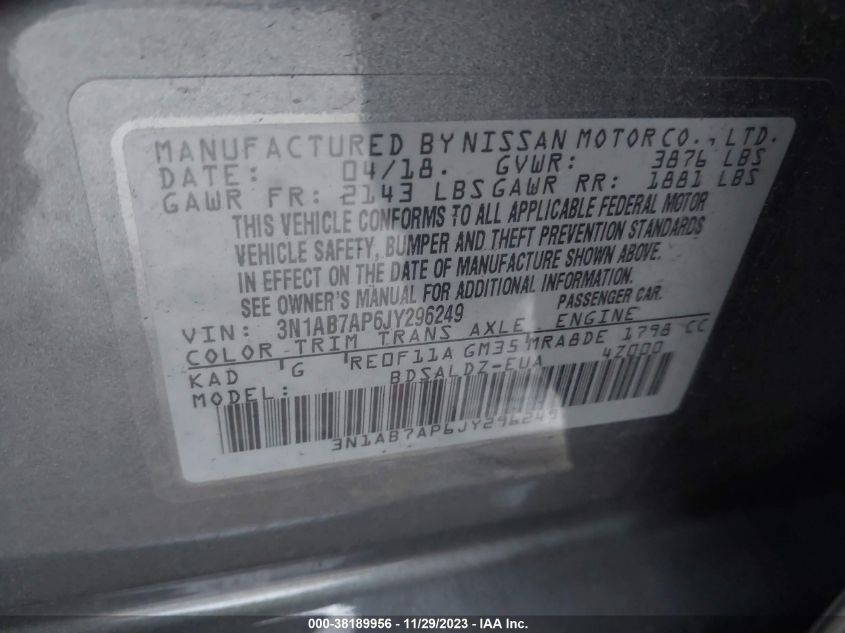 MANUFACTURED BY NISSAN MOTOR CO., LTD.
DATE: 04/18. GVWR: 3876 LBS
GAWR FR: 2143 LBS GAWR RR: 1881 LBS
THIS VEHICLE CONFORMS TO ALL APPLICABLE FEDERAL MOTOR
VEHICLE SAFETY, BUMPER AND THEFT PREVENTION STANDARDS
IN EFFECT ON THE DATE OF MANUFACTURE SHOWN ABOVE.
SEE OWNER'S MANUAL FOR ADDITIONAL INFORMATION.
PASSENGER CAR.
VIN: 3N1AB7AP6JY296249
COLOR TRIM TRANS AXLE ENGINE
KAD G RE0F11A GM35 MRA8DE 1798 CC
MODEL: BDSALDZ-EUA 4Z000
3N1AB7AP6JY296249
000-38189956 - 11/29/2023 - IAA Inc.